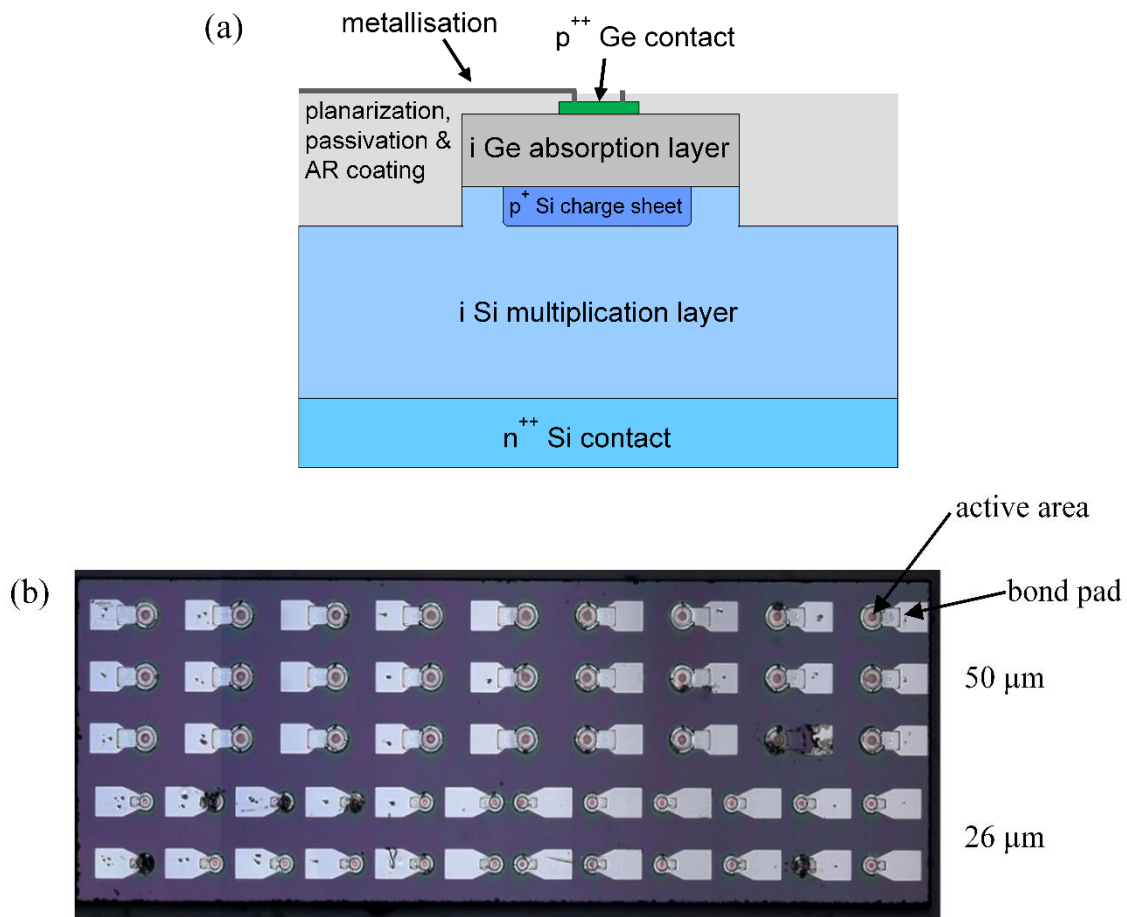 (a)
metallisation
p++ Ge contact
planarization,
passivation &
AR coating
i Ge absorption layer
p+ Si charge sheet
i Si multiplication layer
n++ Si contact
active area
(b)
bond pad
50 µm
26 µm